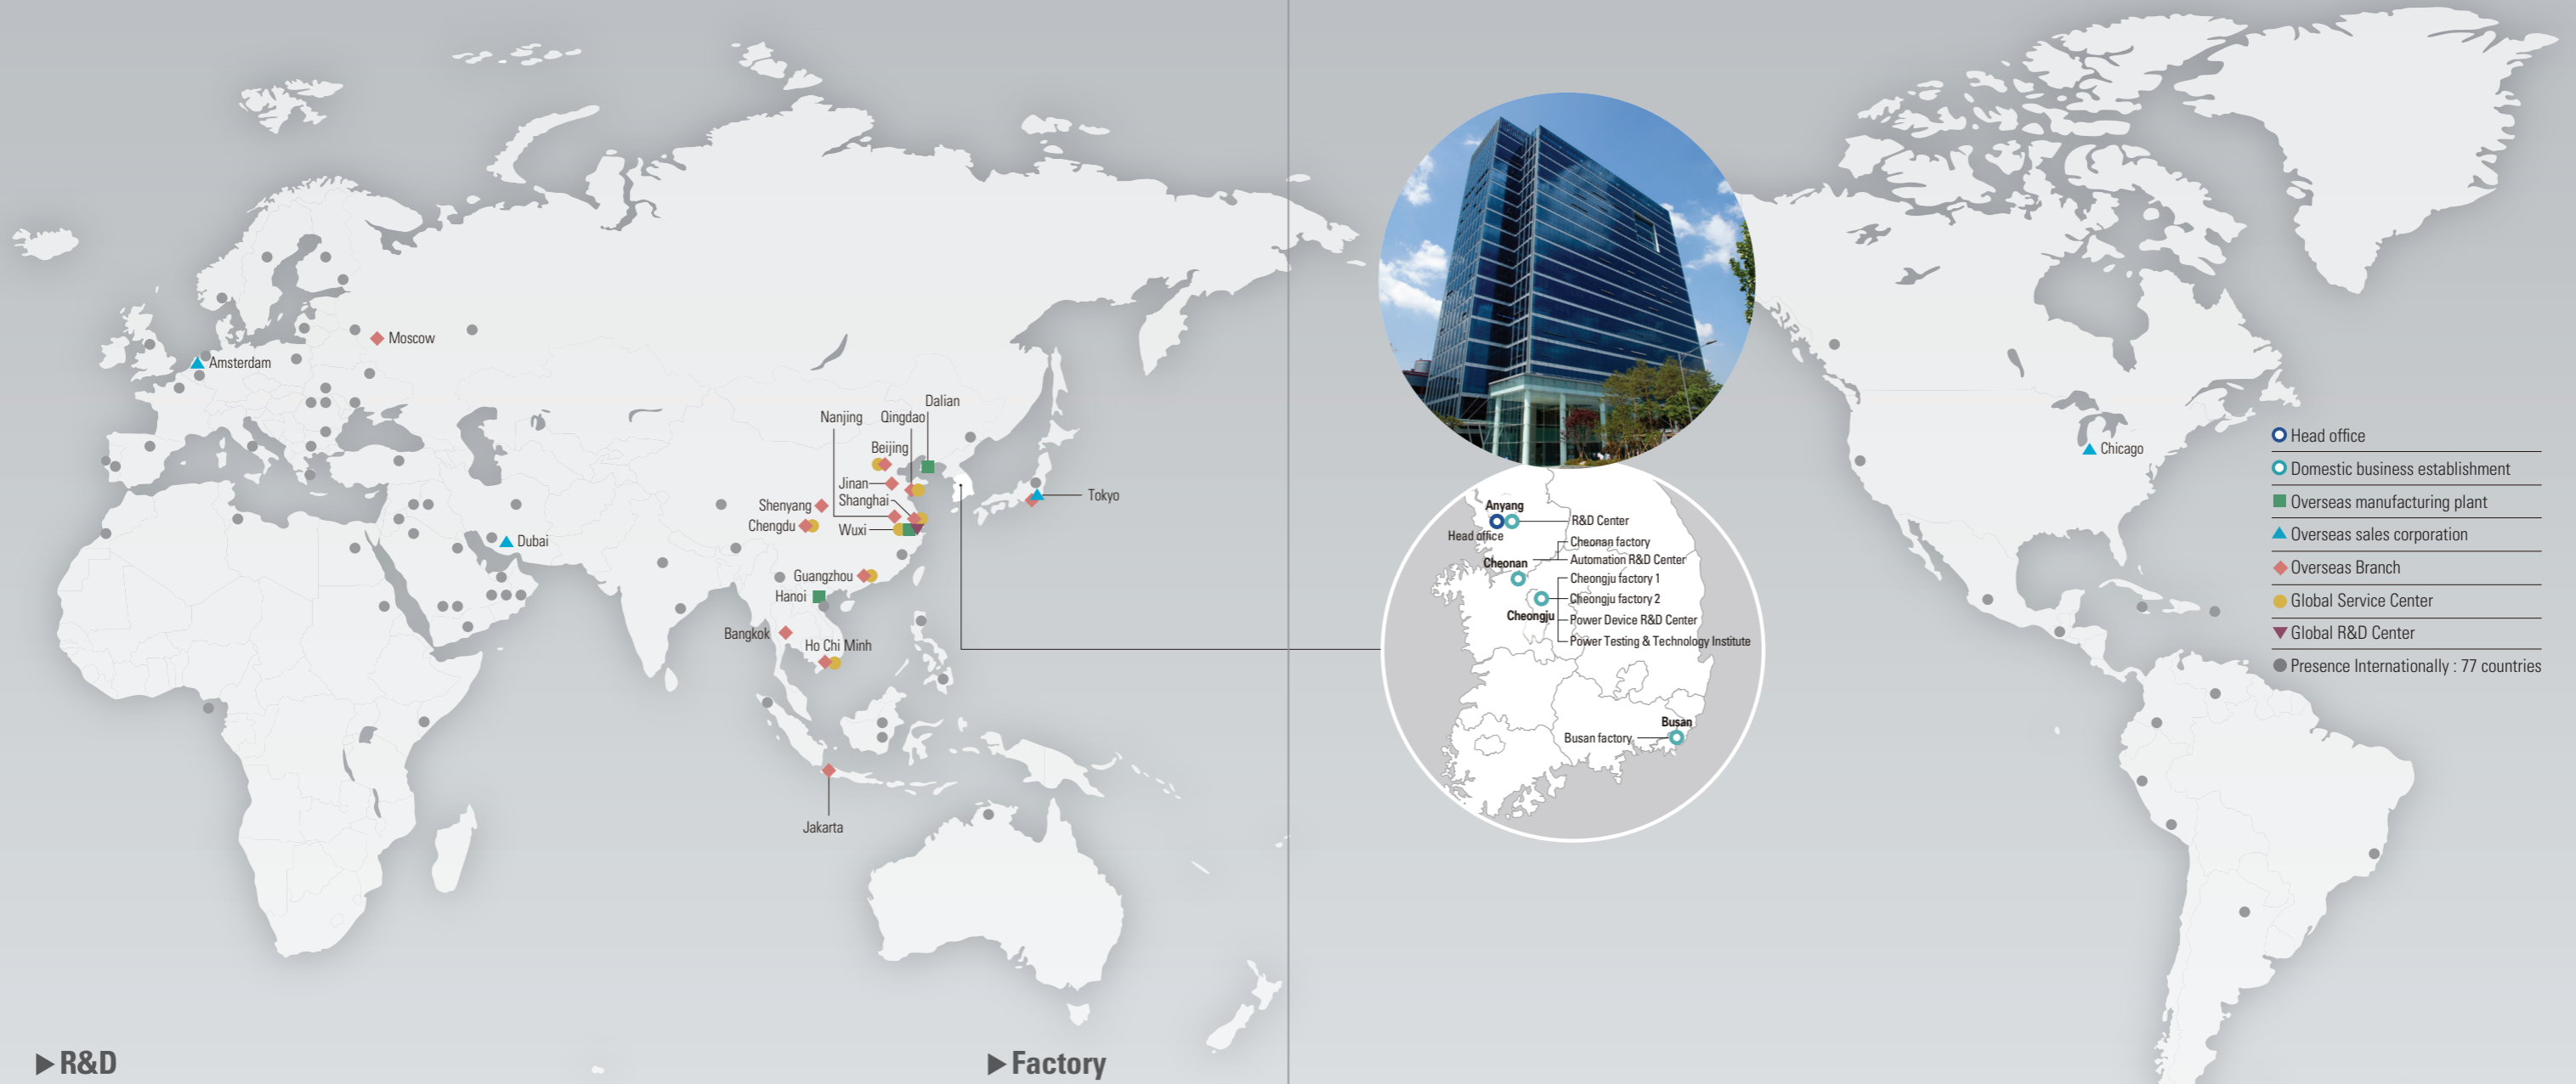 Moscow
Amsterdam
Dalian
Nanjing
Qingdao
Beijing
Jinan
Shanghai
Shenyang
Chengdu
Wuxi
Tokyo
Dubai
Guangzhou
Hanoi
Bangkok
Ho Chi Minh
Jakarta
Anyang
Head office
R&D Center
Cheonan factory
Automation R&D Center
Cheonan
Cheongju factory 1
Cheongju factory 2
Cheongju
Power Device R&D Center
Power Testing & Technology Institute
Busan
Busan factory
Chicago
Head office
Domestic business establishment
Overseas manufacturing plant
Overseas sales corporation
Overseas Branch
Global Service Center
Global R&D Center
Presence Internationally : 77 countries
R&D
Factory